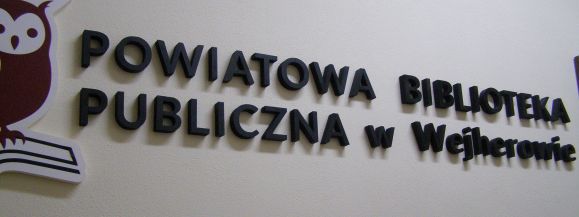 POWIATOWA BIBLIOTEKA
PUBLICZNA w Wejherowie